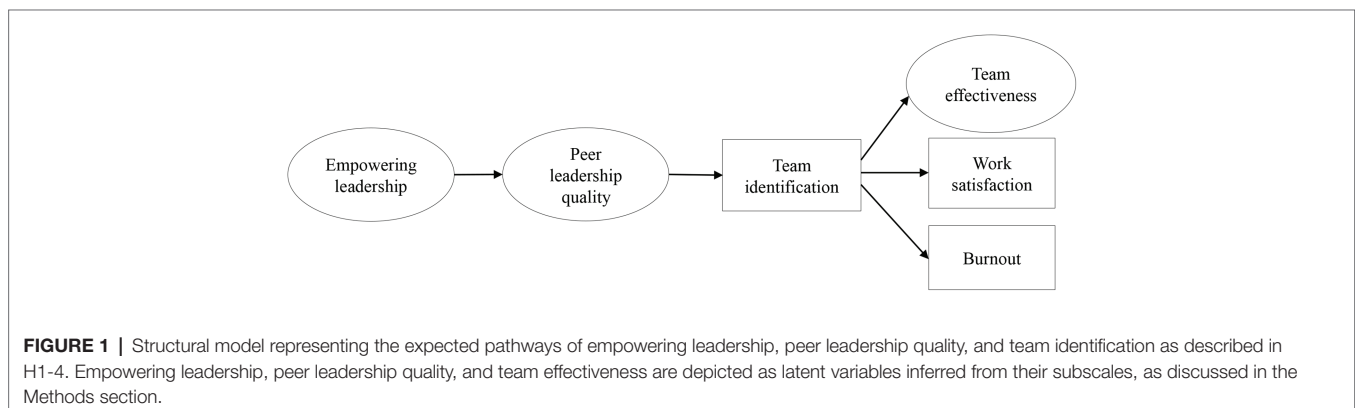 Empowering
leadership
Peer
leadership
quality
Team
identification
Team
effectiveness
Work
satisfaction
Burnout
FIGURE 1 | Structural model representing the expected pathways of empowering leadership, peer leadership quality, and team identification as described in
H1-4. Empowering leadership, peer leadership quality, and team effectiveness are depicted as latent variables inferred from their subscales, as discussed in the
Methods section.